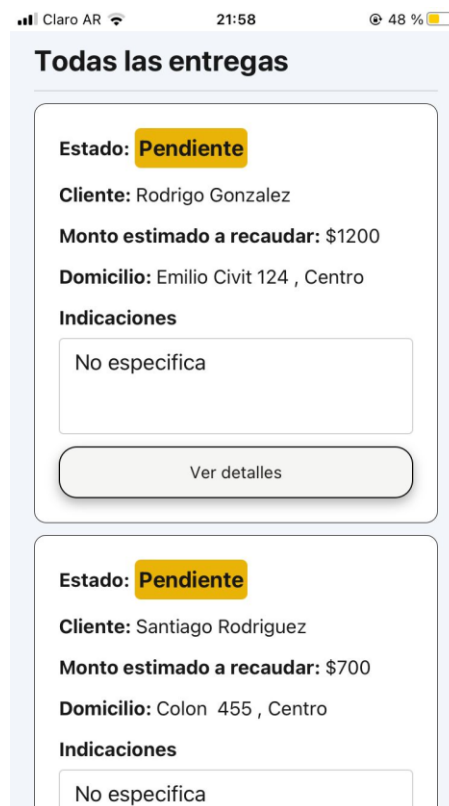 Claro AR 21:58 48 %
Todas las entregas
Estado: Pendiente
Cliente: Rodrigo Gonzalez
Monto estimado a recaudar: $1200
Domicilio: Emilio Civit 124 , Centro
Indicaciones
No especifica
Ver detalles
Estado: Pendiente
Cliente: Santiago Rodriguez
Monto estimado a recaudar: $700
Domicilio: Colon  455 , Centro
Indicaciones
No especifica